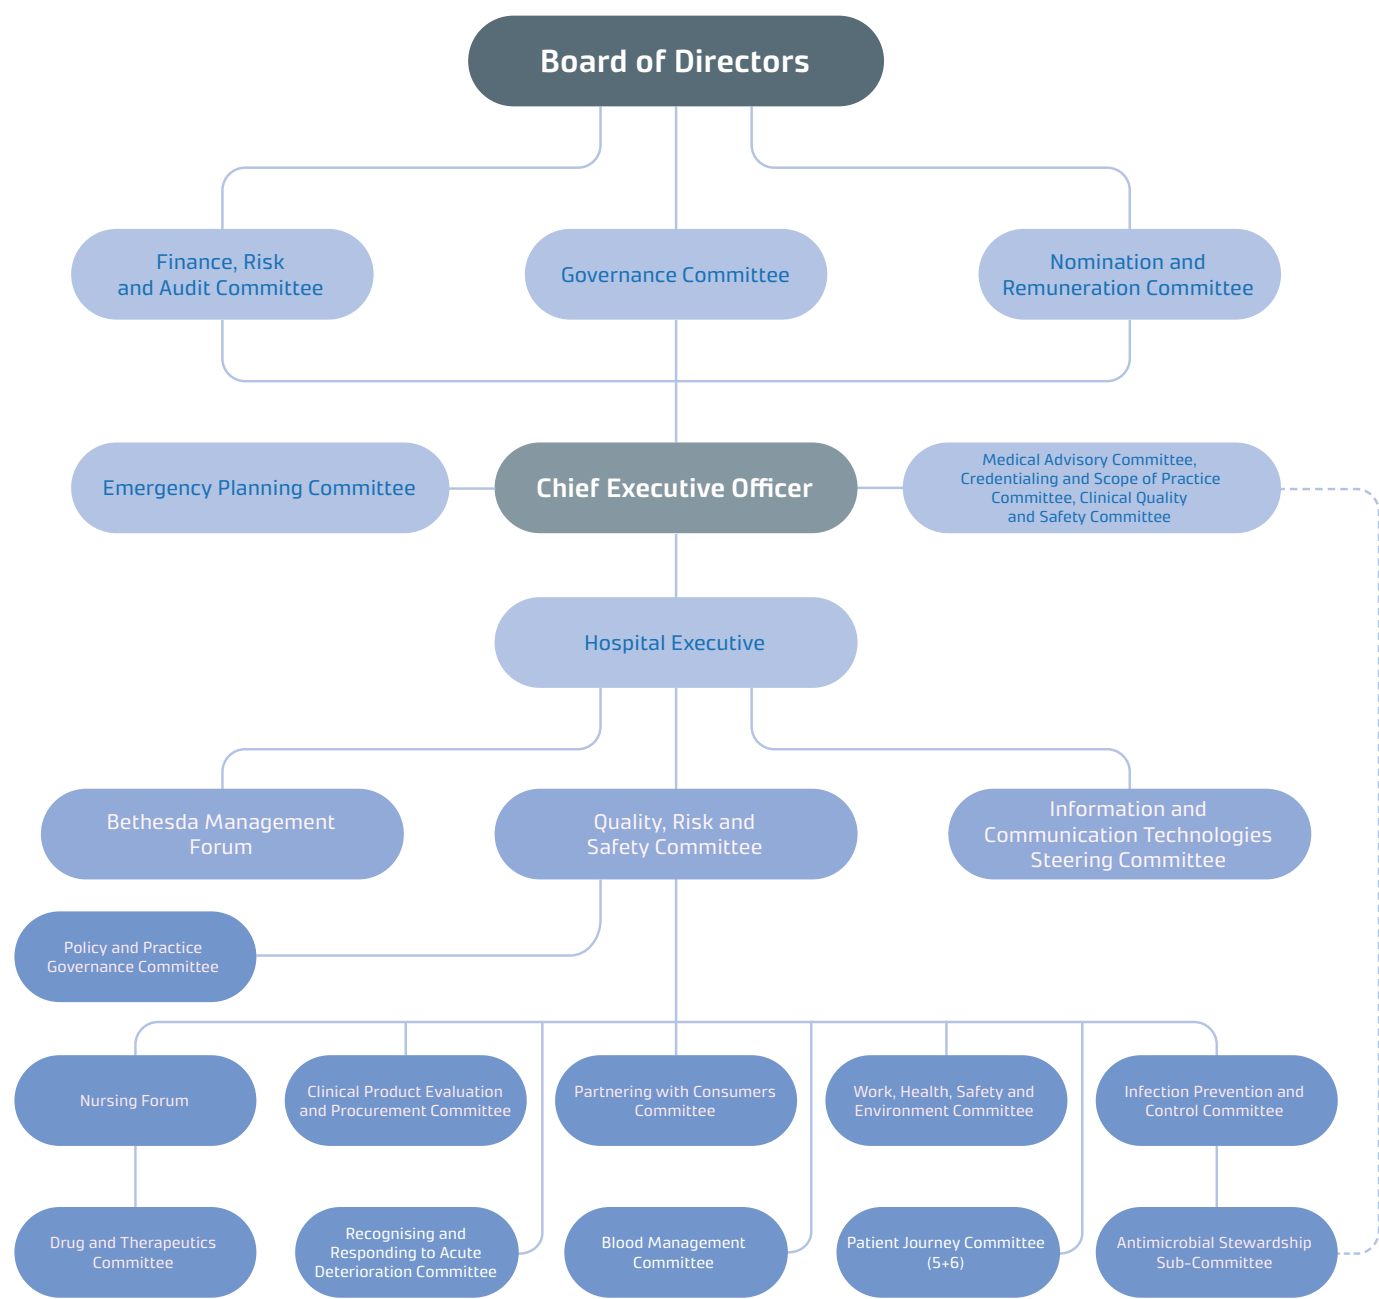 Board of Directors
Finance, Risk
and Audit Committee
Governance Committee
Nomination and
Remuneration Committee
Emergency Planning Committee
Chief Executive Officer
Medical Advisory Committee,
Credentialing and Scope of Practice
Committee, Clinical Quality
and Safety Committee
Hospital Executive
Bethesda Management
Forum
Quality, Risk and
Safety Committee
Information and
Communication Technologies
Steering Committee
Policy and Practice
Governance Committee
Nursing Forum
Clinical Product Evaluation
and Procurement Committee
Partnering with Consumers
Committee
Work, Health, Safety and
Environment Committee
Infection Prevention and
Control Committee
Drug and Therapeutics
Committee
Recognising and
Responding to Acute
Deterioration Committee
Blood Management
Committee
Patient Journey Committee
(5+6)
Antimicrobial Stewardship
Sub-Committee